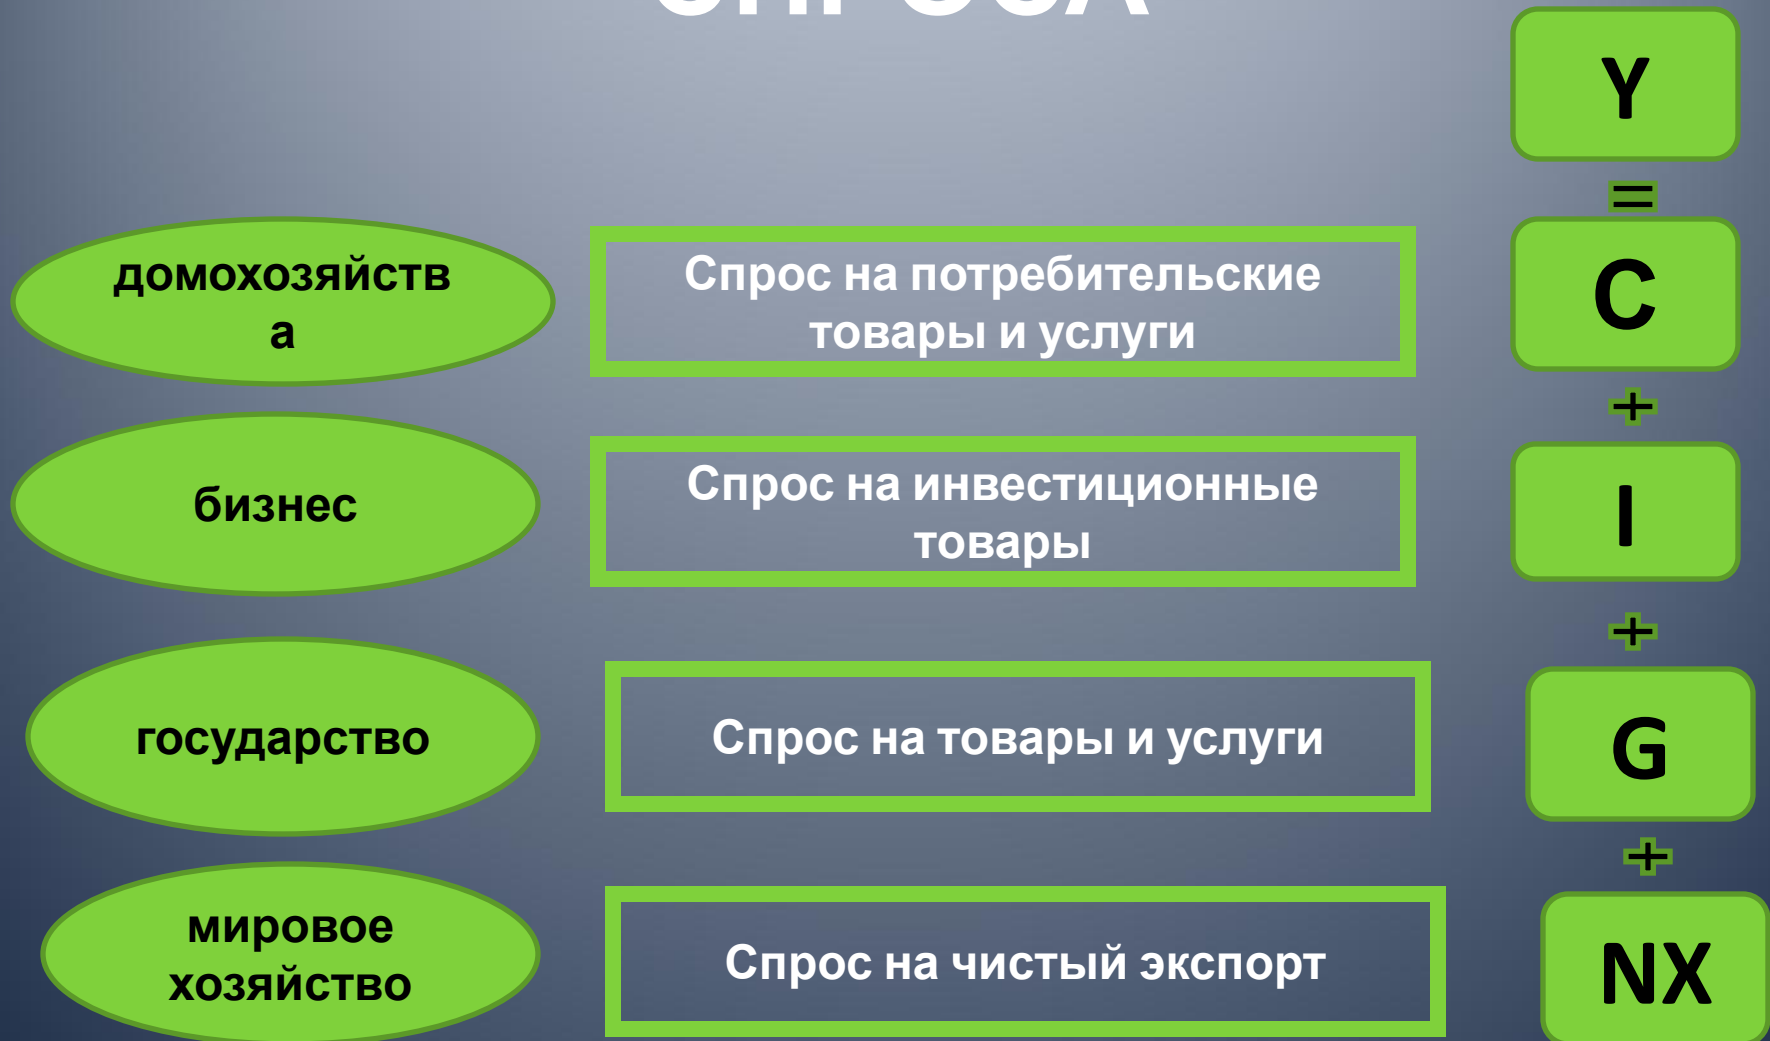 СПРОСА
Y
=
домохозяйств
а
Спрос на потребительские
товары и услуги
C
+
бизнес
Спрос на инвестиционные
товары
I
+
государство
Спрос на товары и услуги
G
+
мировое
хозяйство
Спрос на чистый экспорт
NX